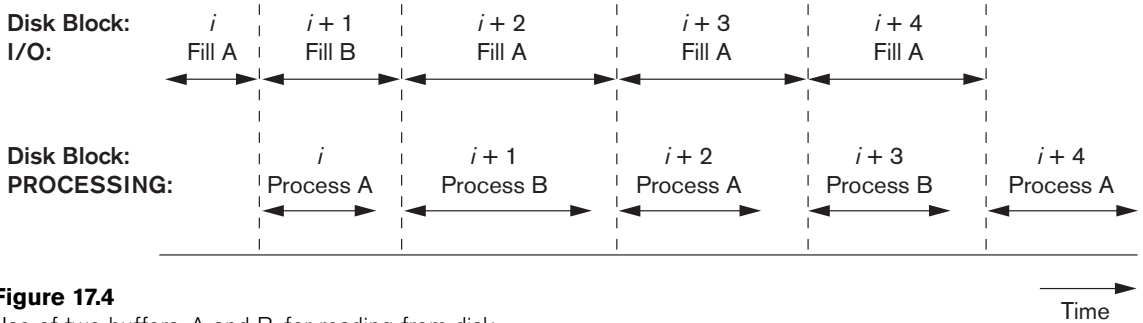 Disk Block: i i + 1 i + 2 i + 3 i + 4
I/O: Fill A Fill B Fill A Fill A Fill A
Disk Block: i i + 1 i + 2 i + 3 i + 4
PROCESSING: Process A Process B Process A Process B Process A
Figure 17.4
Time
Use of two buffers, A and B, for reading from disk.